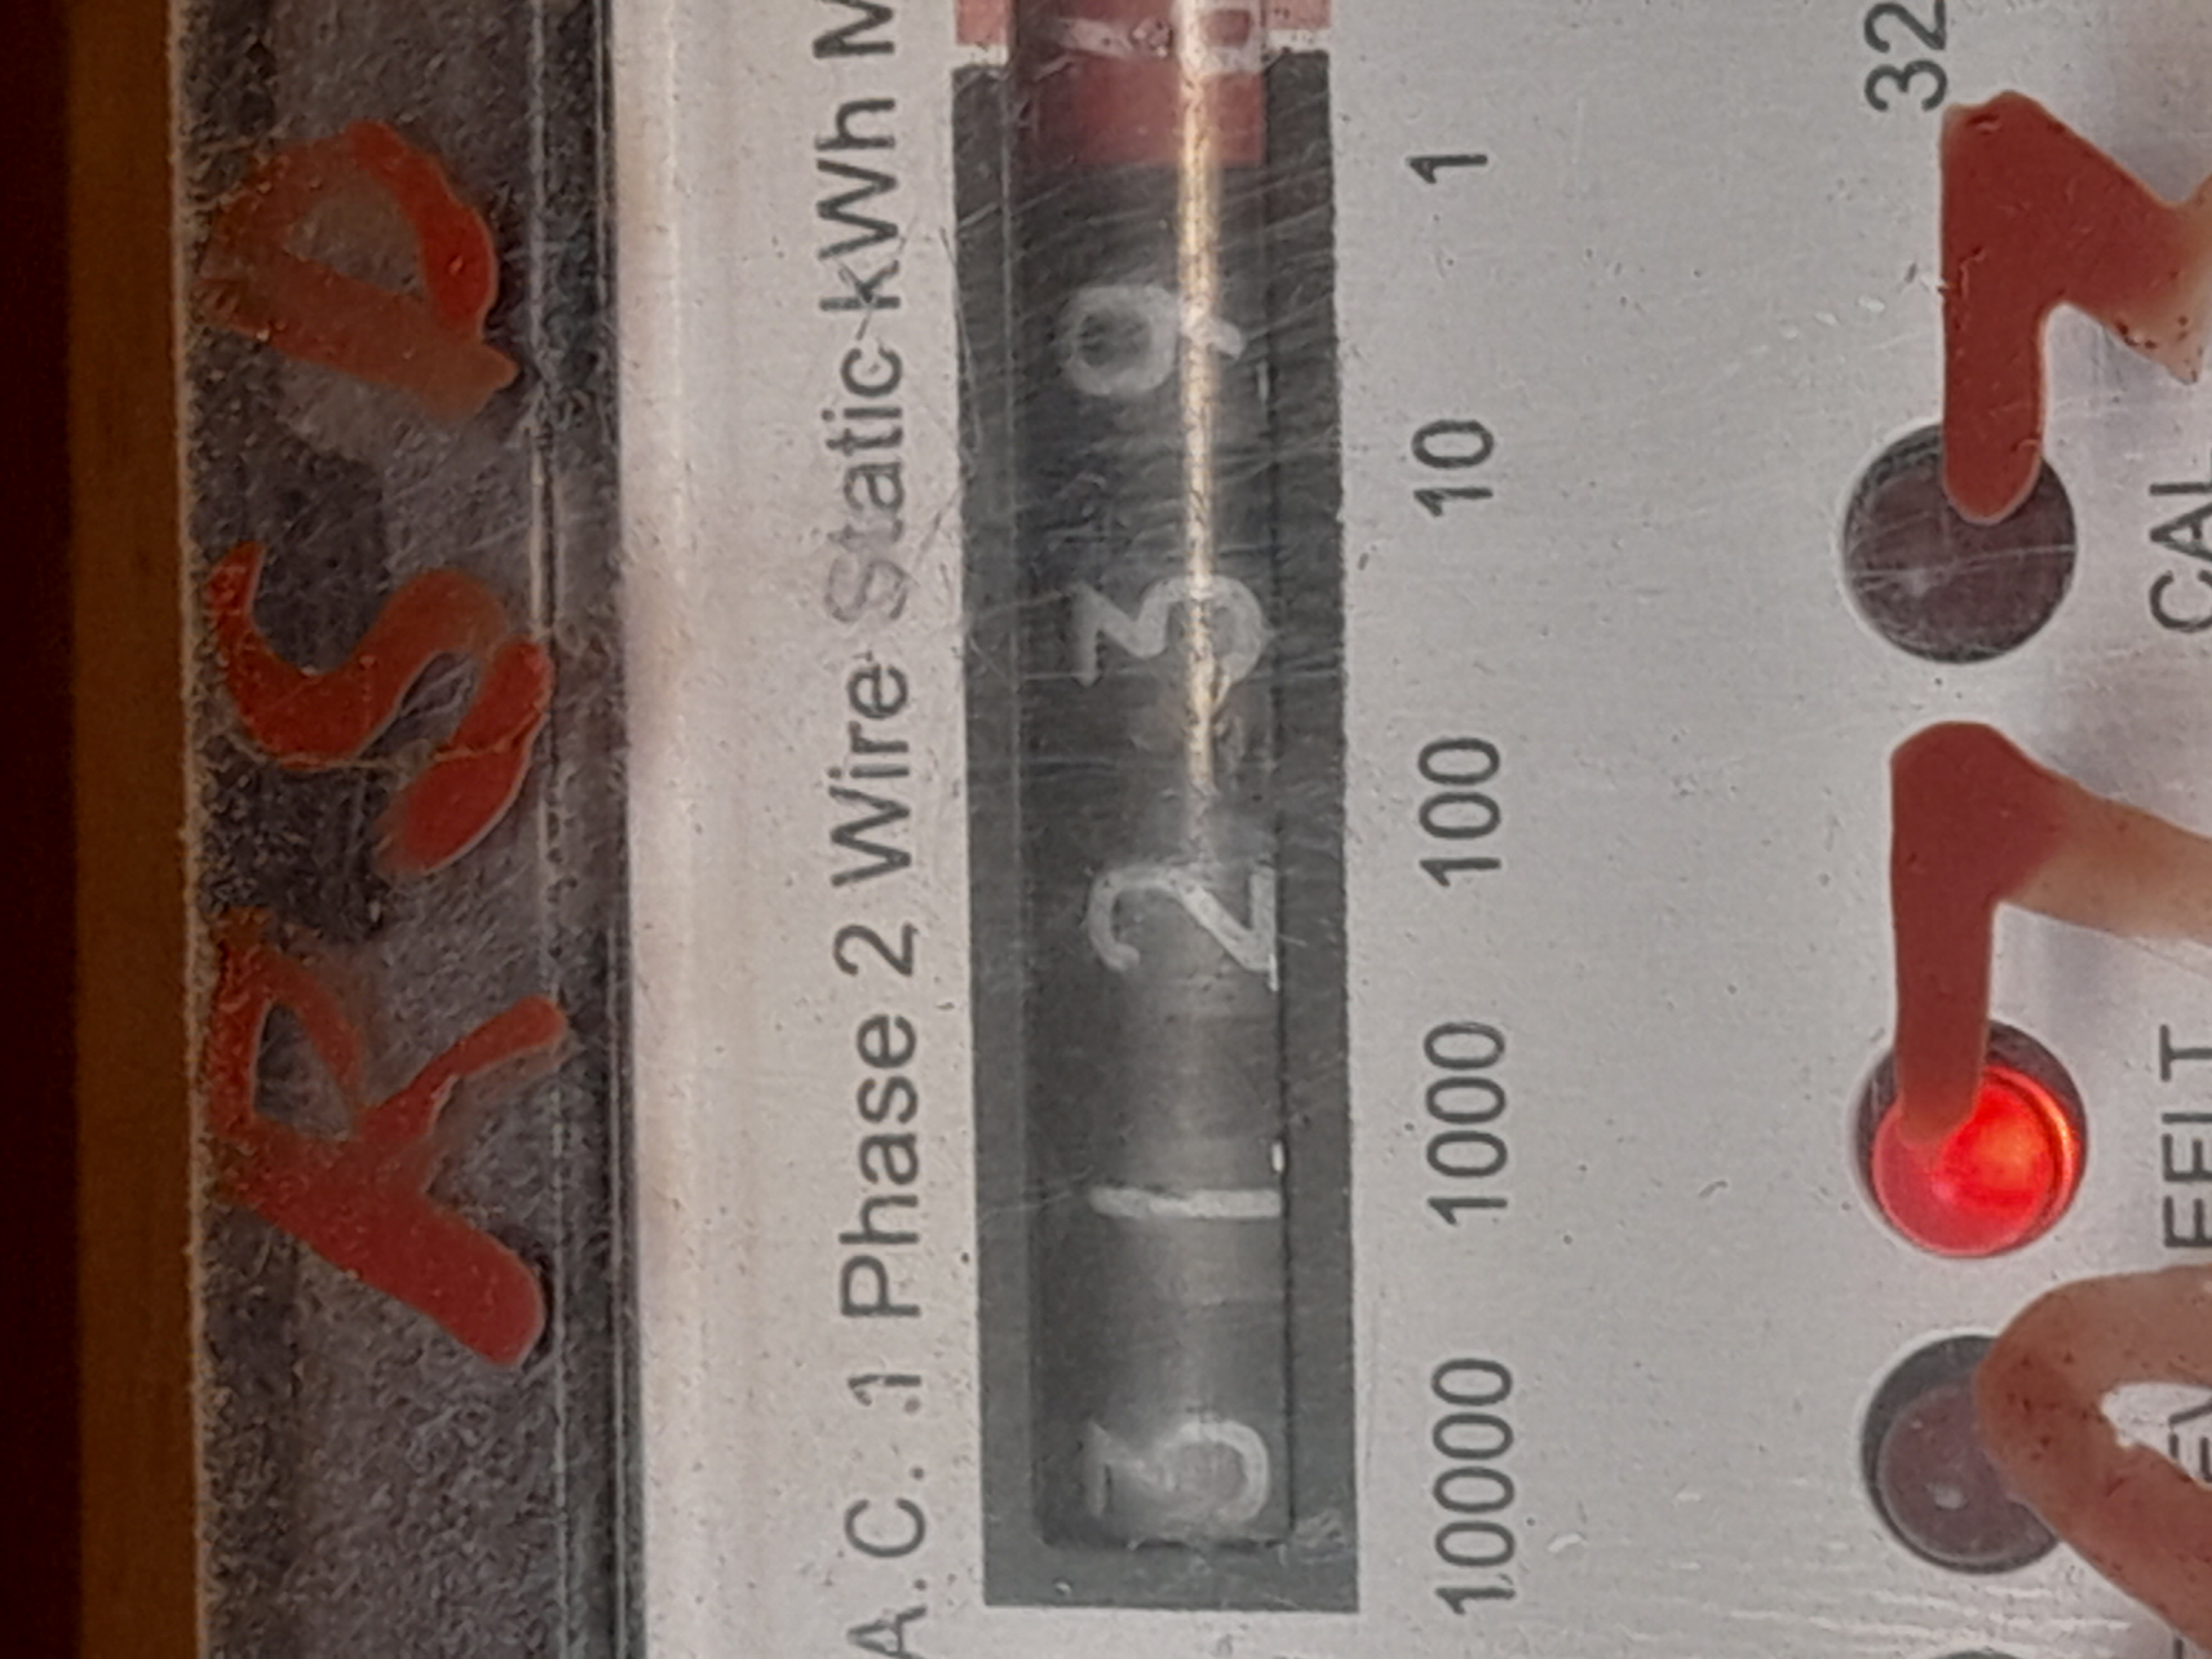 RSD
A.C. 1 Phase 2 Wire Static kWh
3 1 2 3 9
10000 1000 100 10 1
32
CAL